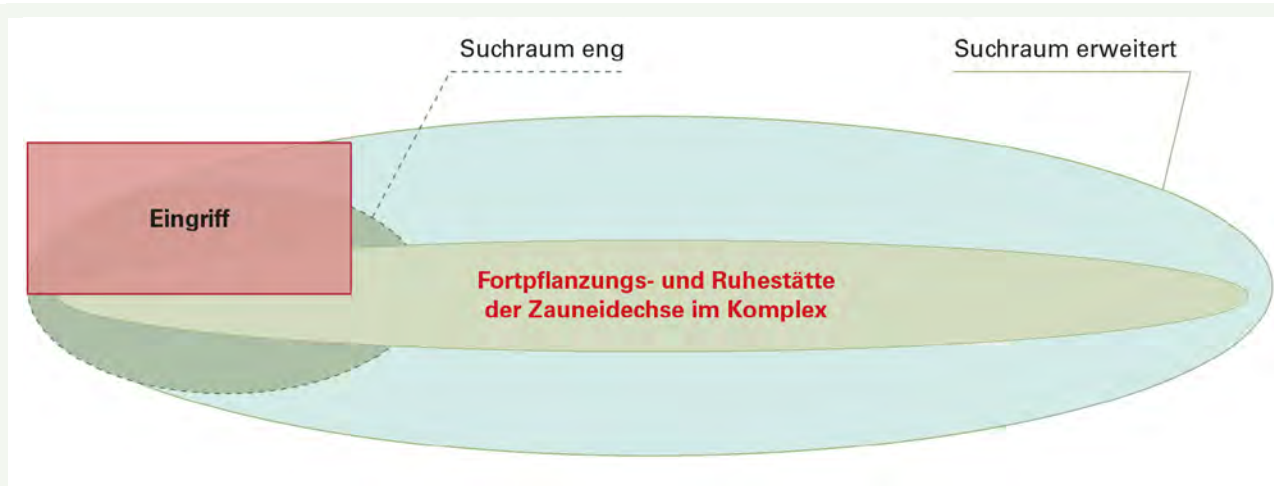 Suchraum eng
Suchraum erweitert
Eingriff
Fortpflanzungs- und Ruhestätte
der Zauneidechse im Komplex